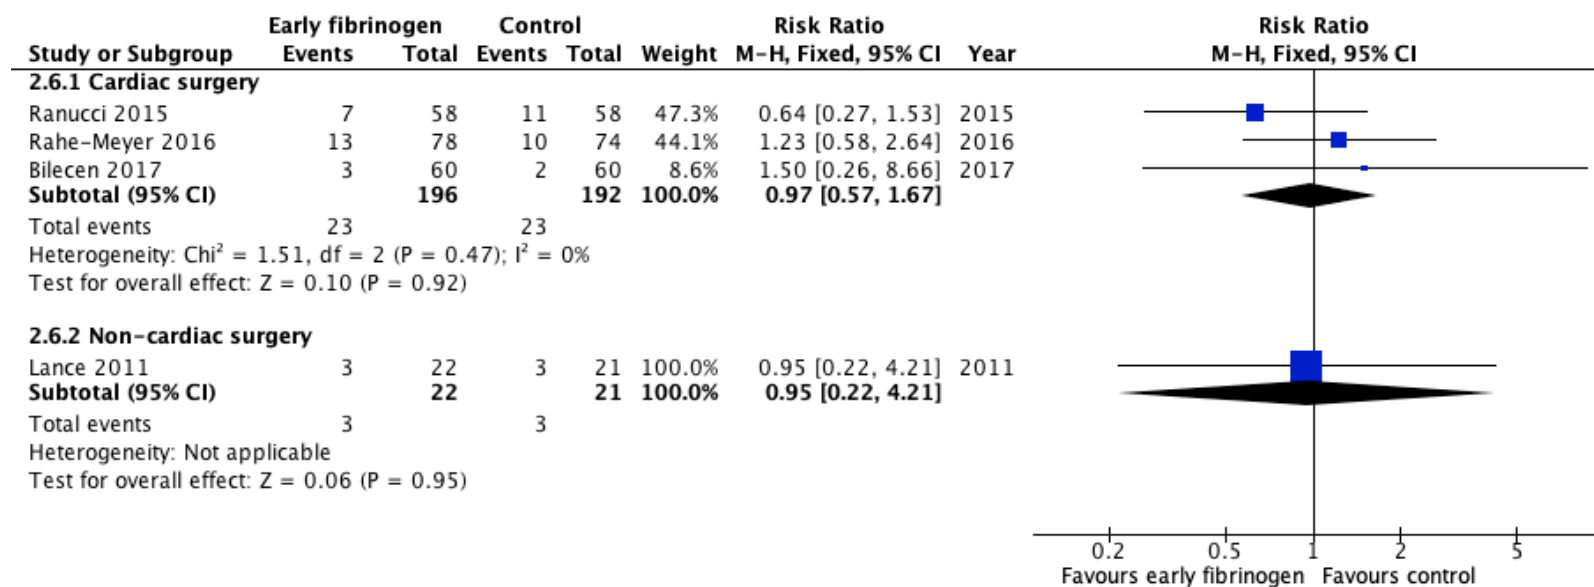 Early fibrinogen Control Risk Ratio Risk Ratio
Study or Subgroup Events Total Events Total Weight M-H, Fixed, 95% CI Year M-H, Fixed, 95% CI
2.6.1 Cardiac surgery
Ranucci 2015 7 58 11 58 47.3% 0.64 [0.27, 1.53] 2015
Rahe-Meyer 2016 13 78 10 74 44.1% 1.23 [0.58, 2.64] 2016
Bilecen 2017 3 60 2 60 8.6% 1.50 [0.26, 8.66] 2017
Subtotal (95% CI) 196 192 100.0% 0.97 [0.57, 1.67]
Total events 23 23
Heterogeneity: Chi² = 1.51, df = 2 (P = 0.47); I² = 0%
Test for overall effect: Z = 0.10 (P = 0.92)
2.6.2 Non-cardiac surgery
Lance 2011 3 22 3 21 100.0% 0.95 [0.22, 4.21] 2011
Subtotal (95% CI) 22 21 100.0% 0.95 [0.22, 4.21]
Total events 3 3
Heterogeneity: Not applicable
Test for overall effect: Z = 0.06 (P = 0.95)
0.2 0.5 1 2 5
Favours early fibrinogen Favours control